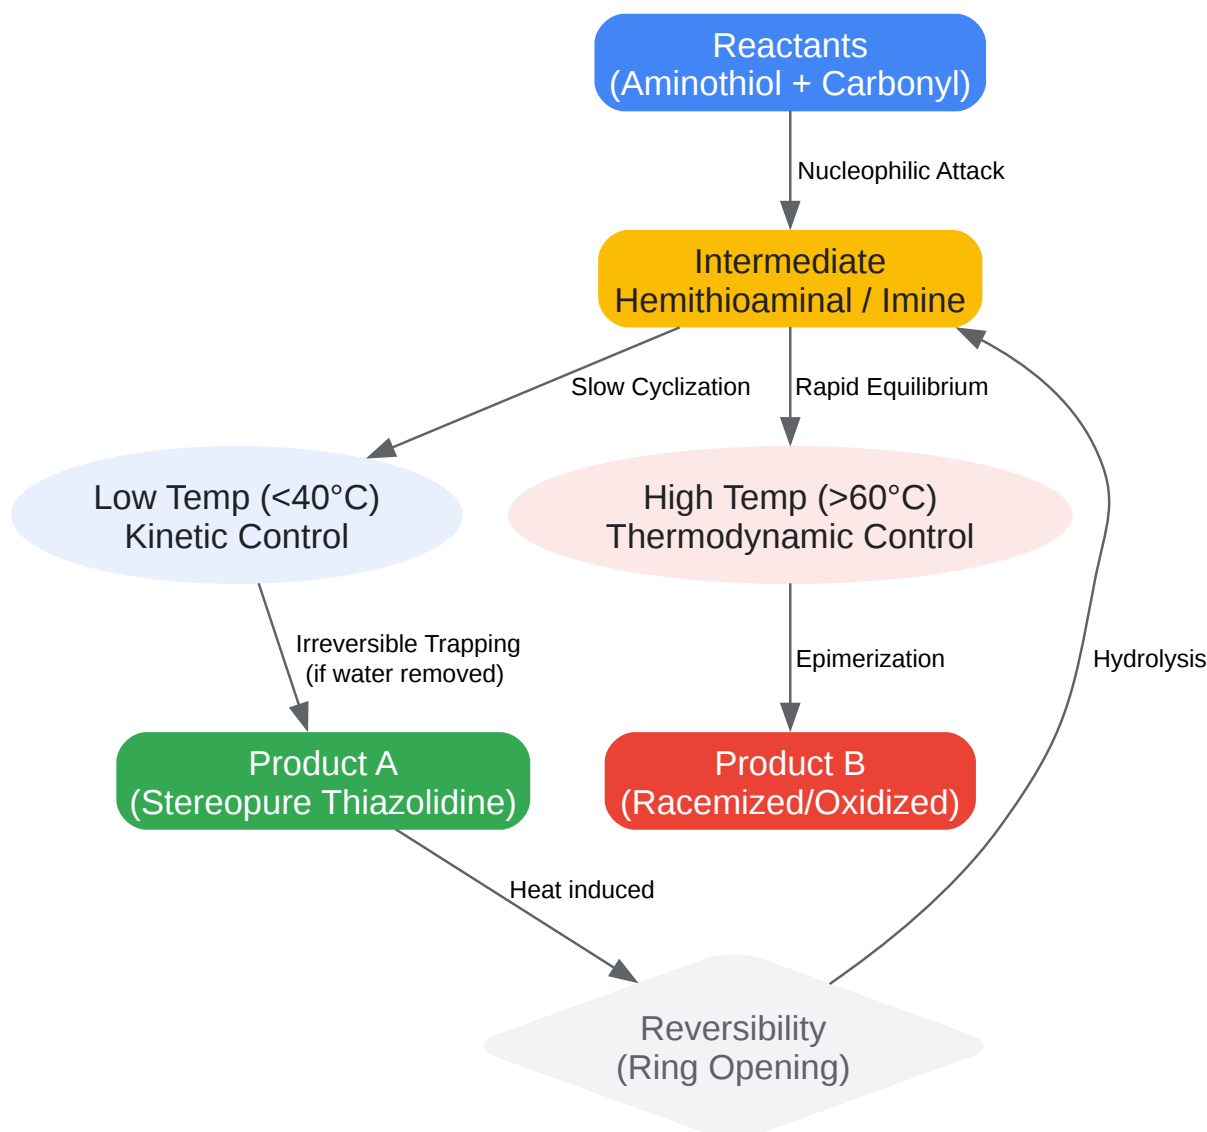 Reactants
(Aminothiol + Carbonyl)
Nucleophilic Attack
Intermediate
Hemithioaminal / Imine
Slow Cyclization
Rapid Equilibrium
Low Temp (<40°C)
Kinetic Control
High Temp (>60°C)
Thermodynamic Control
Irreversible Trapping
(if water removed)
Epimerization
Hydrolysis
Product A
(Stereopure Thiazolidine)
Product B
(Racemized/Oxidized)
Heat induced
Reversibility
(Ring Opening)